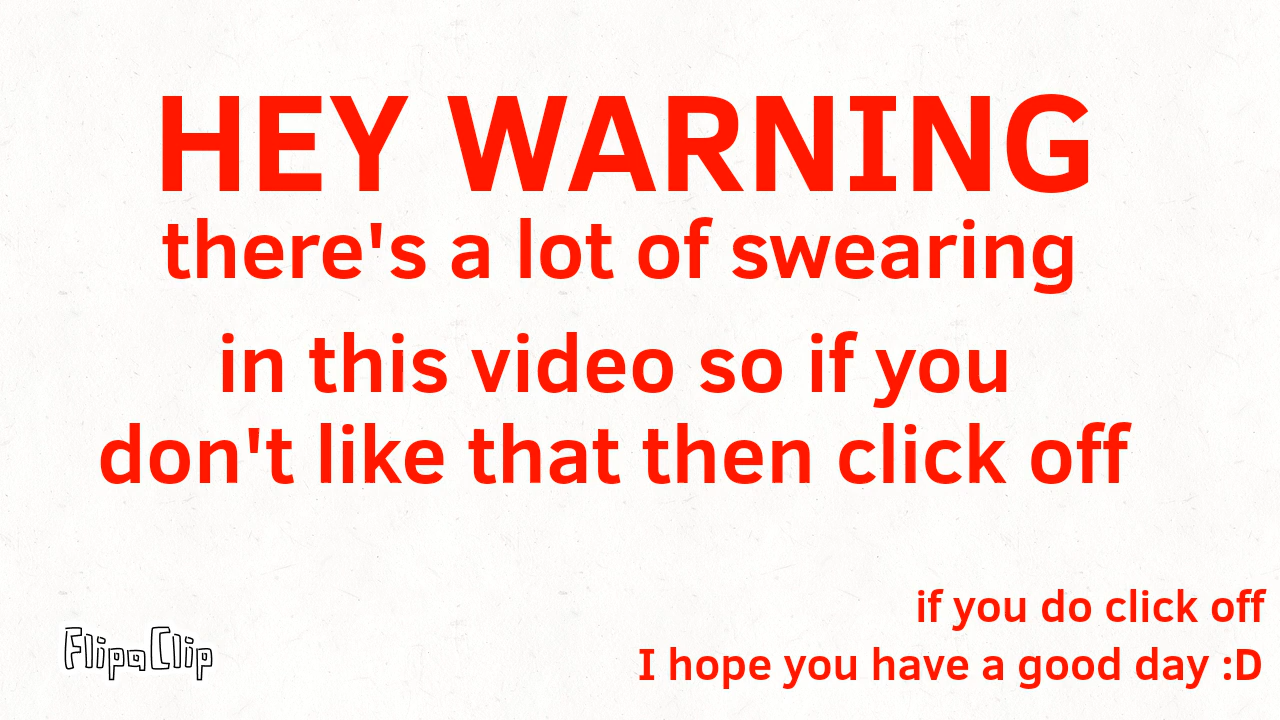 HEY WARNING
there's a lot of swearing
in this video so if you
don't like that then click off
if you do click off
I hope you have a good day :D
FlipaClip